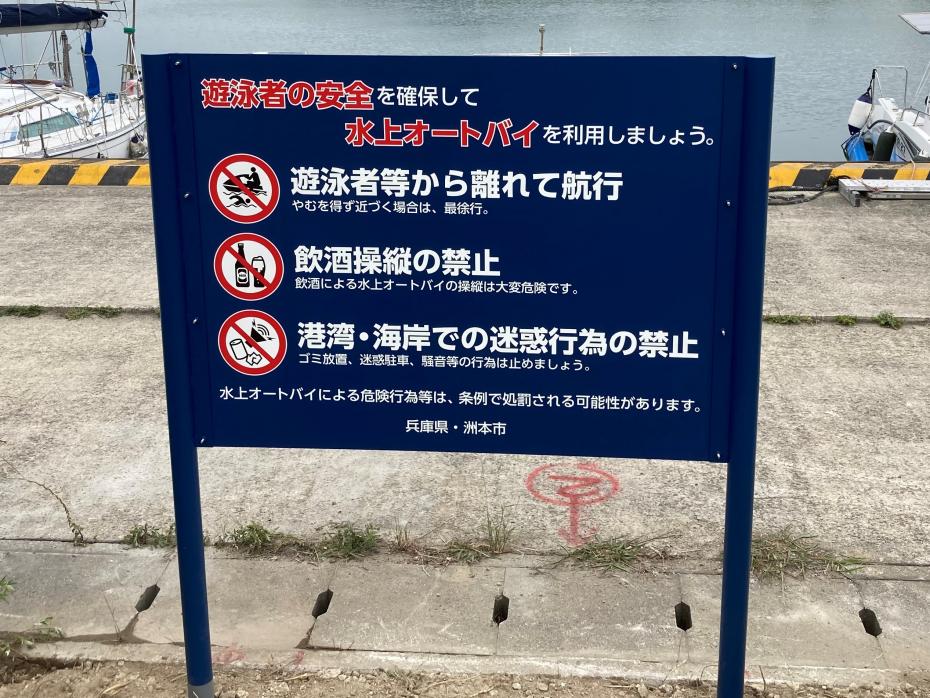 遊泳者の安全を確保して
水上オートバイを利用しましょう。
遊泳者等から離れて航行
やむを得ず近づく場合は、最徐行。
飲酒操縦の禁止
飲酒による水上オートバイの操縦は大変危険です。
港湾・海岸での迷惑行為の禁止
ゴミ放置、迷惑駐車、騒音等の行為は止めましょう。
水上オートバイによる危険行為等は、条例で処罰される可能性があります。
兵庫県・洲本市